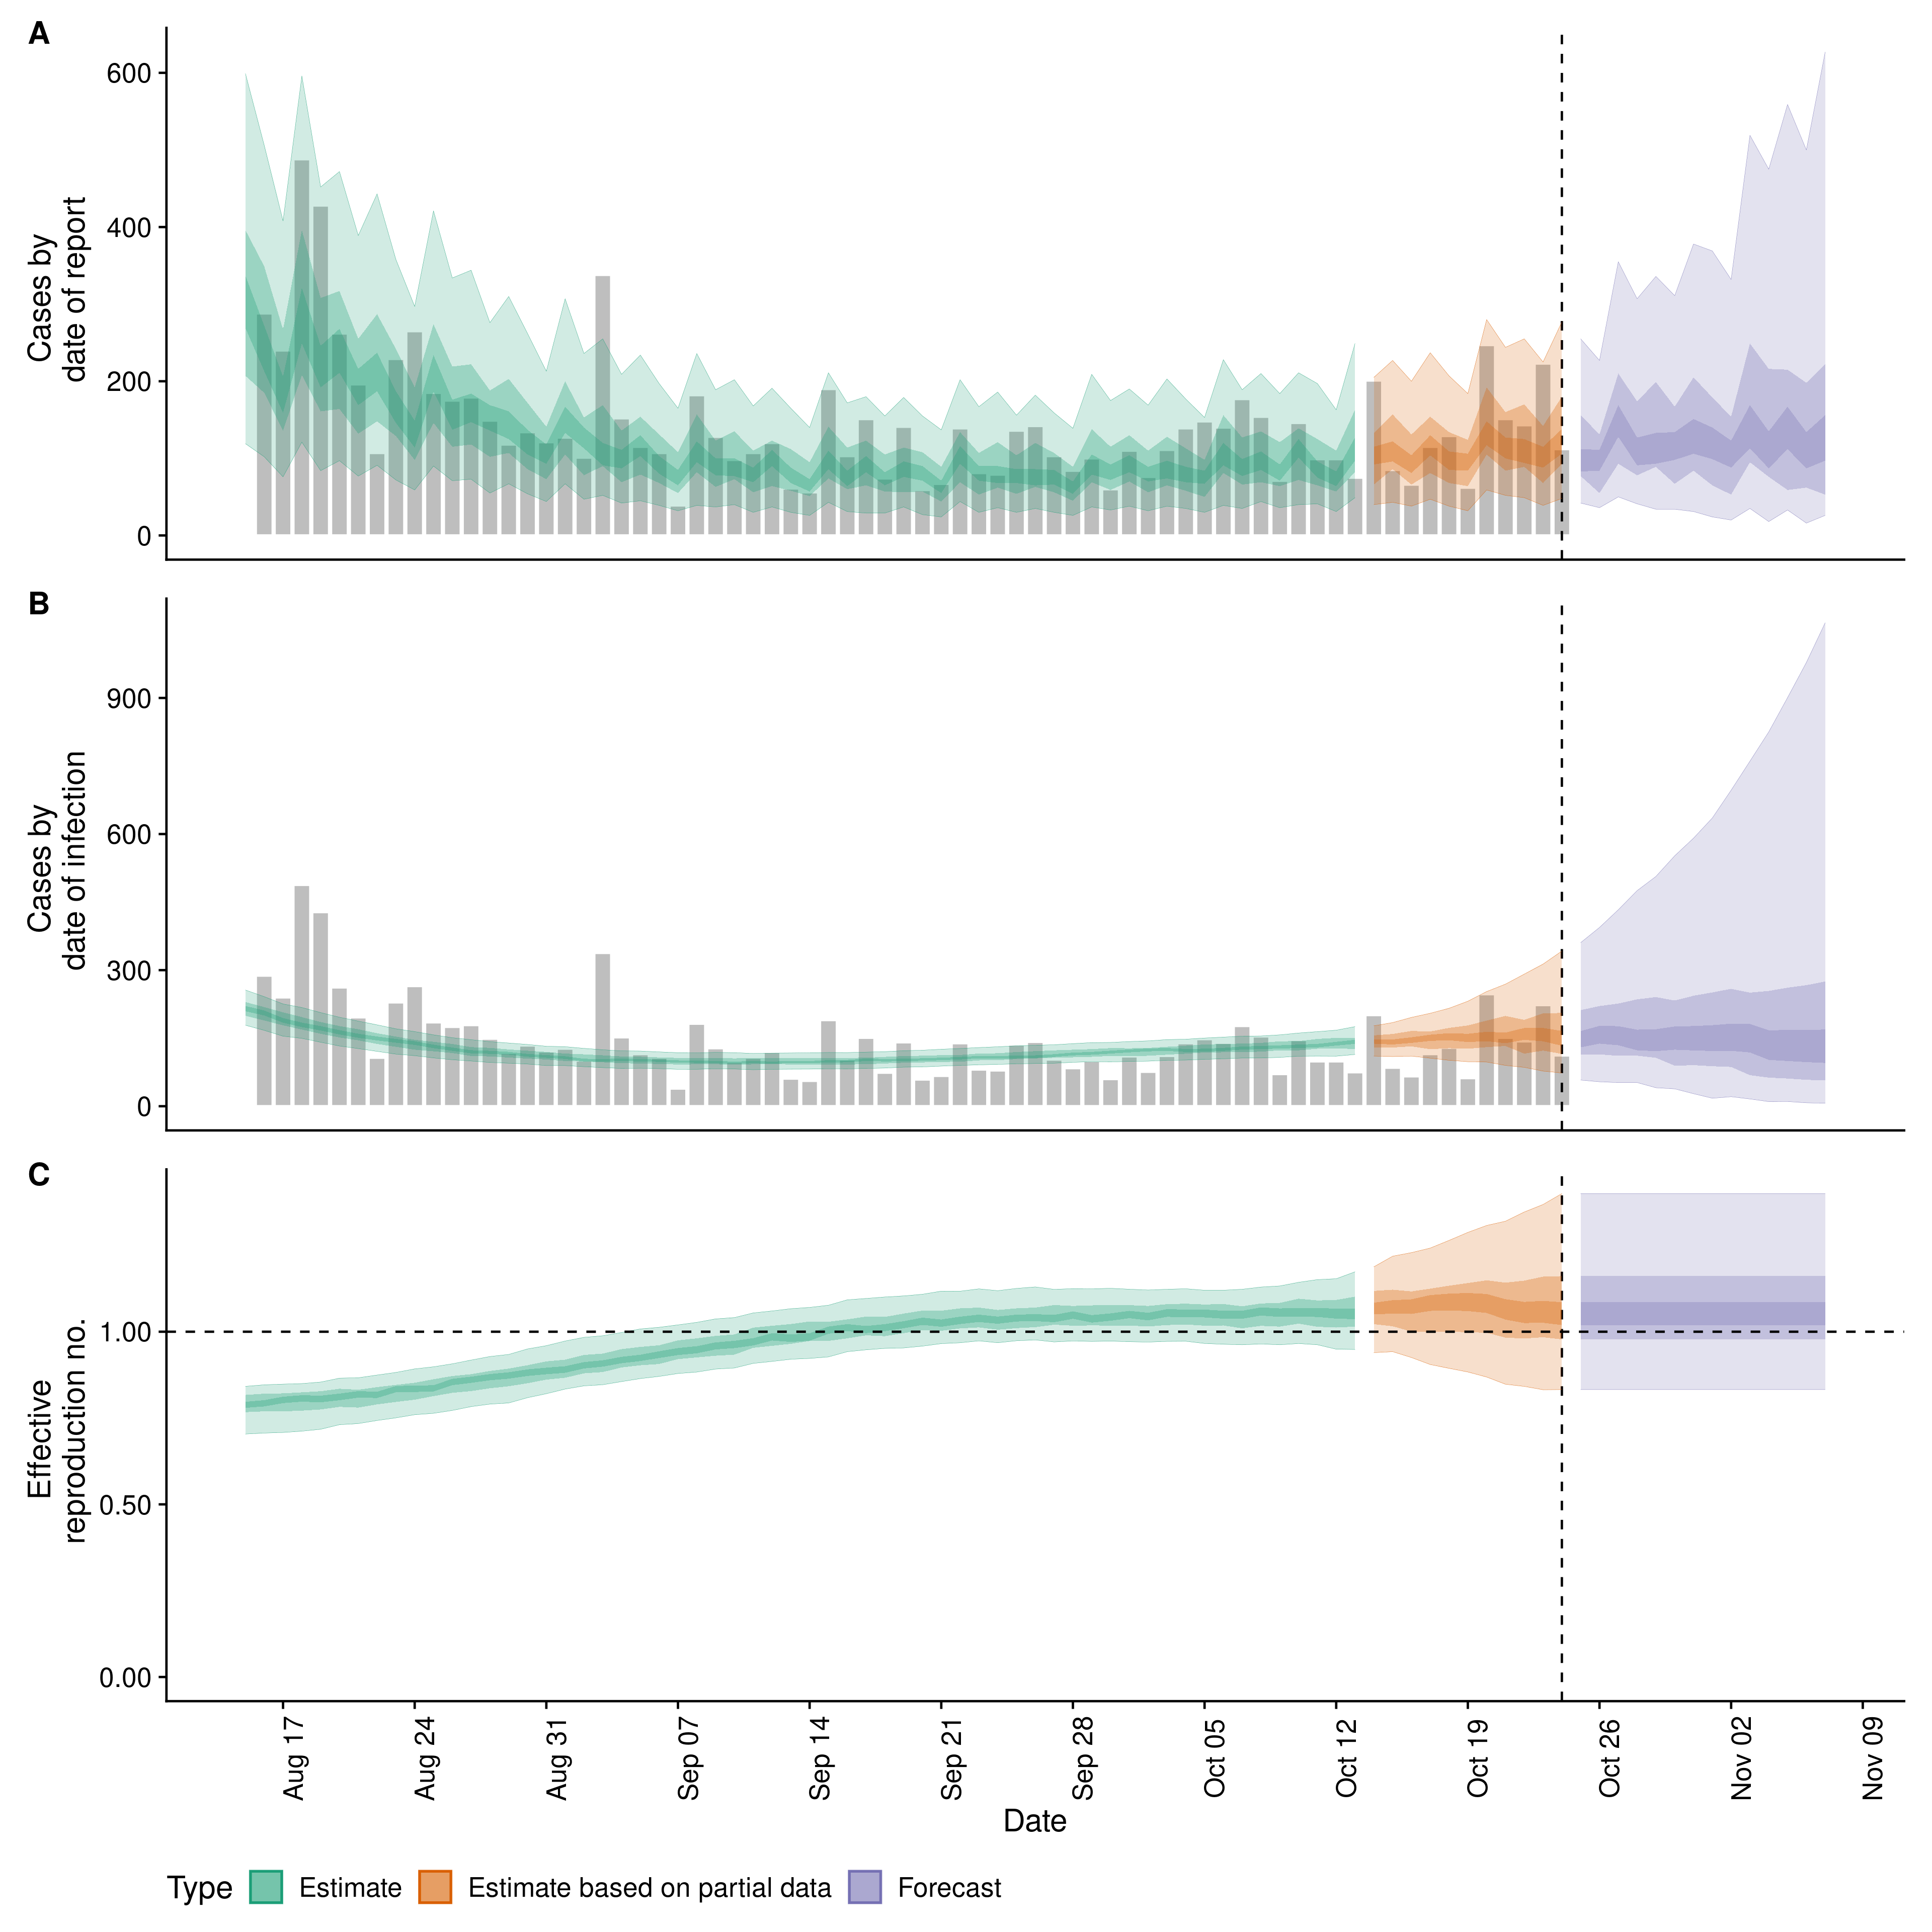 A
Cases by
date of report
600
400
200
0
B
Cases by
date of infection
900
600
300
0
C
Effective
reproduction no.
1.00
0.50
0.00
Aug 17
Aug 24
Aug 31
Sep 07
Sep 14
Sep 21
Sep 28
Oct 05
Oct 12
Oct 19
Oct 26
Nov 02
Nov 09
Date
Type Estimate Estimate based on partial data Forecast